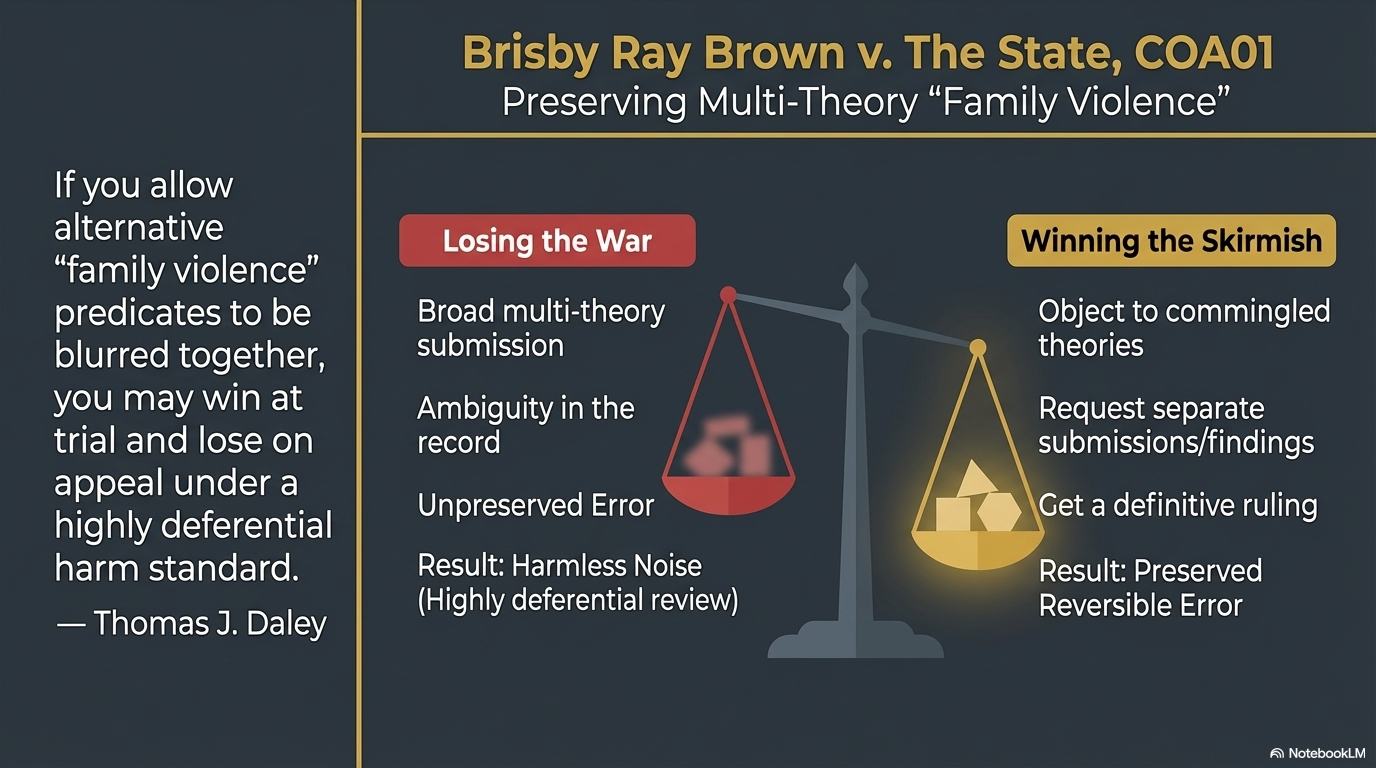 Brisby Ray Brown v. The State, COA01
Preserving Multi-Theory “Family Violence”
If you allow
alternative
“family violence”
predicates to be
blurred together,
you may win at
trial and lose on
appeal under a
highly deferential
harm standard.
— Thomas J. Daley
Losing the War
Broad multi-theory
submission
Ambiguity in the
record
Unpreserved Error
Result: Harmless Noise
(Highly deferential review)
Winning the Skirmish
Object to commingled
theories
Request separate
submissions/findings
Get a definitive ruling
Result: Preserved
Reversible Error
NotebookLM